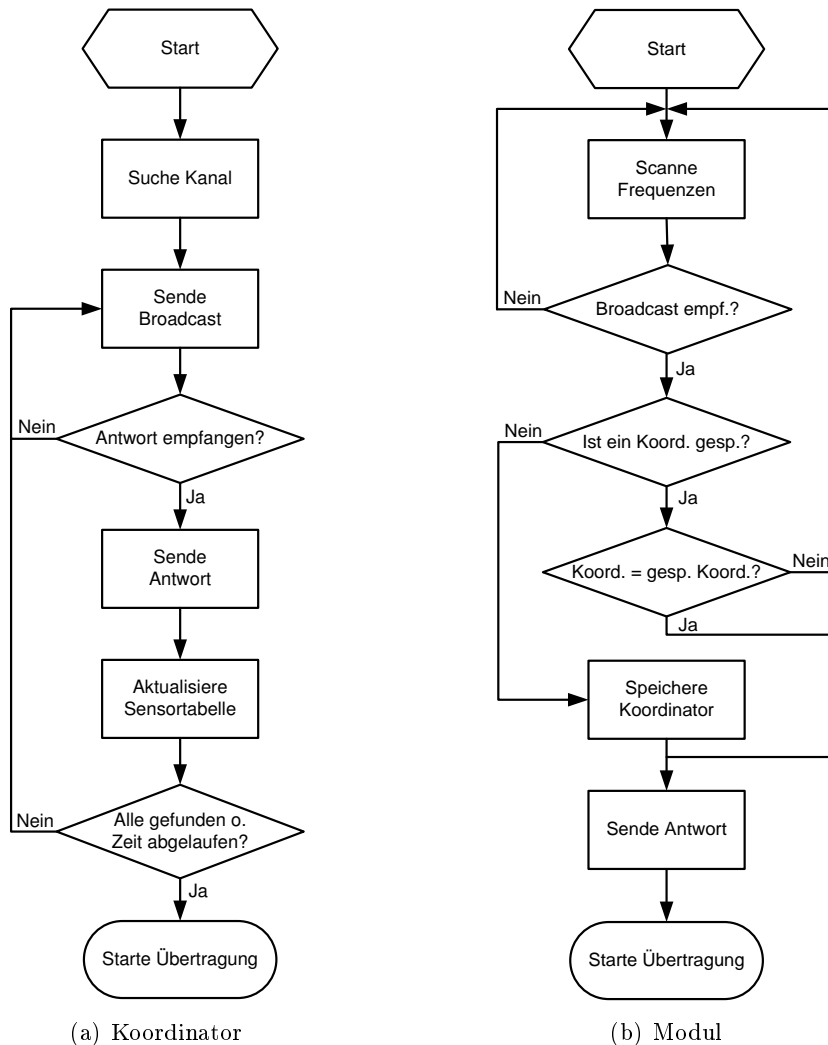 Start
Suche Kanal
Sende
Broadcast
Nein
Antwort empfangen?
Ja
Sende
Antwort
Aktualisiere
Sensortabelle
Nein
Alle gefunden o.
Zeit abgelaufen?
Ja
Starte Übertragung
(a) Koordinator
Start
Scanne
Frequenzen
Nein
Broadcast empf.?
Ja
Nein
Ist ein Koord. gesp.?
Ja
Koord. = gesp. Koord.?
Nein
Ja
Speichere
Koordinator
Sende Antwort
Starte Übertragung
(b) Modul